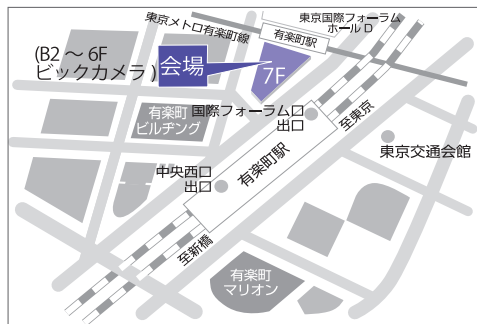 東京メトロ有楽町線
有楽町駅
東京国際フォーラム
ホールD
(B2～6F
ビックカメラ)
会場
7F
有楽町
ビルヂング
国際フォーラム口
出口
至東京
東京交通会館
中央西口
出口
有楽町駅
至新橋
有楽町
マリオン